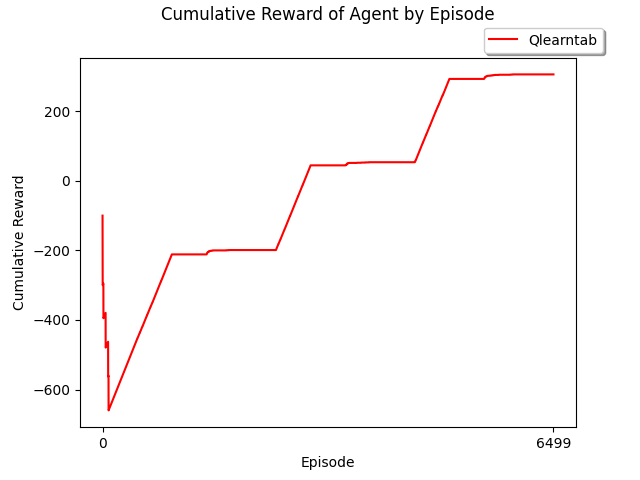 Cumulative Reward of Agent by Episode
Qlearntab
200
0
−200
−400
−600
Cumulative Reward
0
6499
Episode